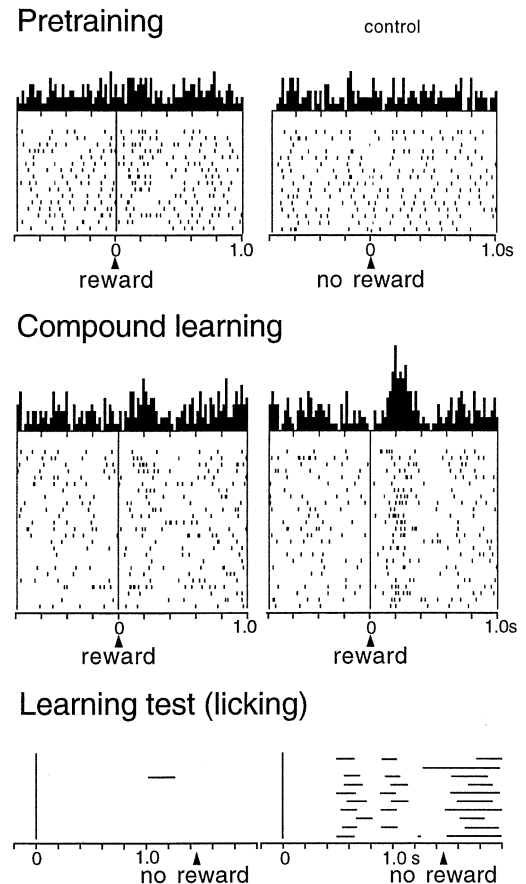 Pretraining control
0 1.0 0 1.0s
reward no reward
Compound learning
0 1.0 0 1.0s
reward reward
Learning test (licking)
0 1.0 0 1.0 s
no reward no reward